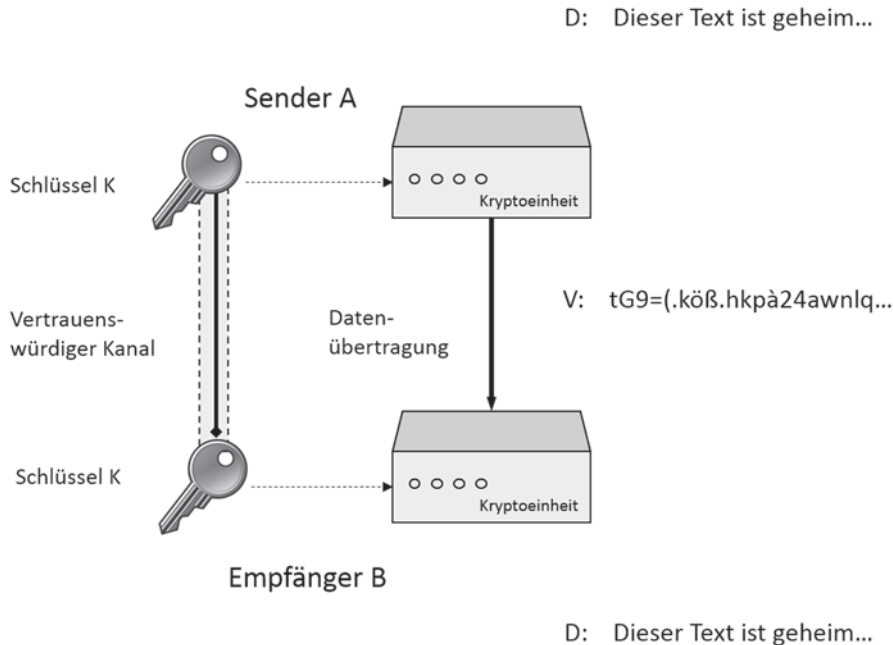 D: Dieser Text ist geheim...
Sender A
Schlüssel K
Kryptoeinheit
V: tG9=(.köß.hkpà24awnlq...
Vertrauens-
würdiger Kanal
Daten-
übertragung
Schlüssel K
Kryptoeinheit
Empfänger B
D: Dieser Text ist geheim...